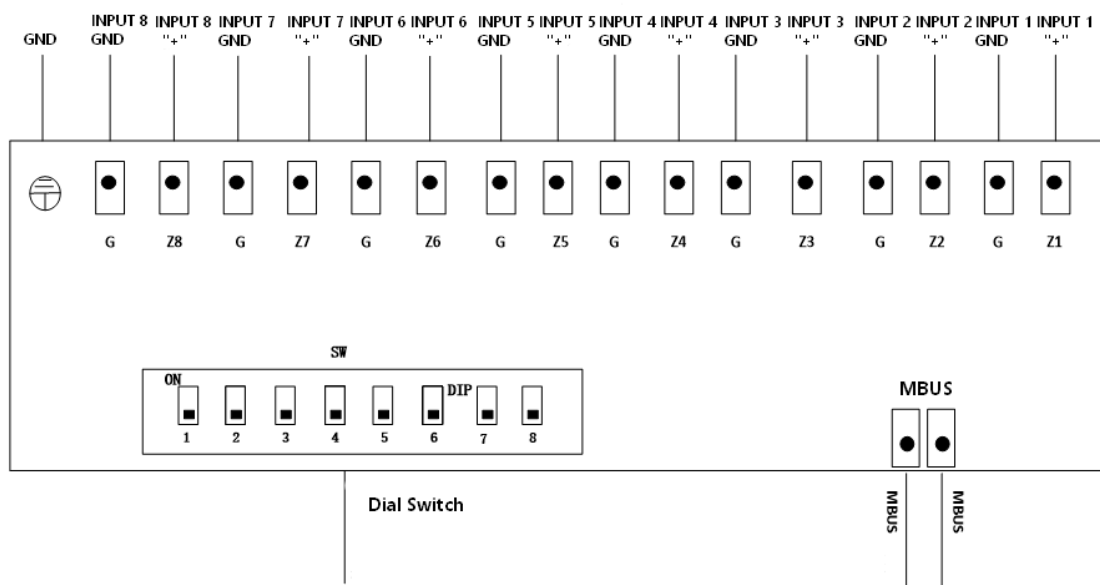 INPUT 8 INPUT 8 INPUT 7 INPUT 7 INPUT 6 INPUT 6 INPUT 5 INPUT 5 INPUT 4 INPUT 4 INPUT 3 INPUT 3 INPUT 2 INPUT 2 INPUT 1 INPUT 1
GND GND "+" GND "+" GND "+" GND "+" GND "+" GND "+" GND "+" GND "+"
G Z8 G Z7 G Z6 G Z5 G Z4 G Z3 G Z2 G Z1
SW
ON DIP
1 2 3 4 5 6 7 8
MBUS
Dial Switch
MBUS MBUS